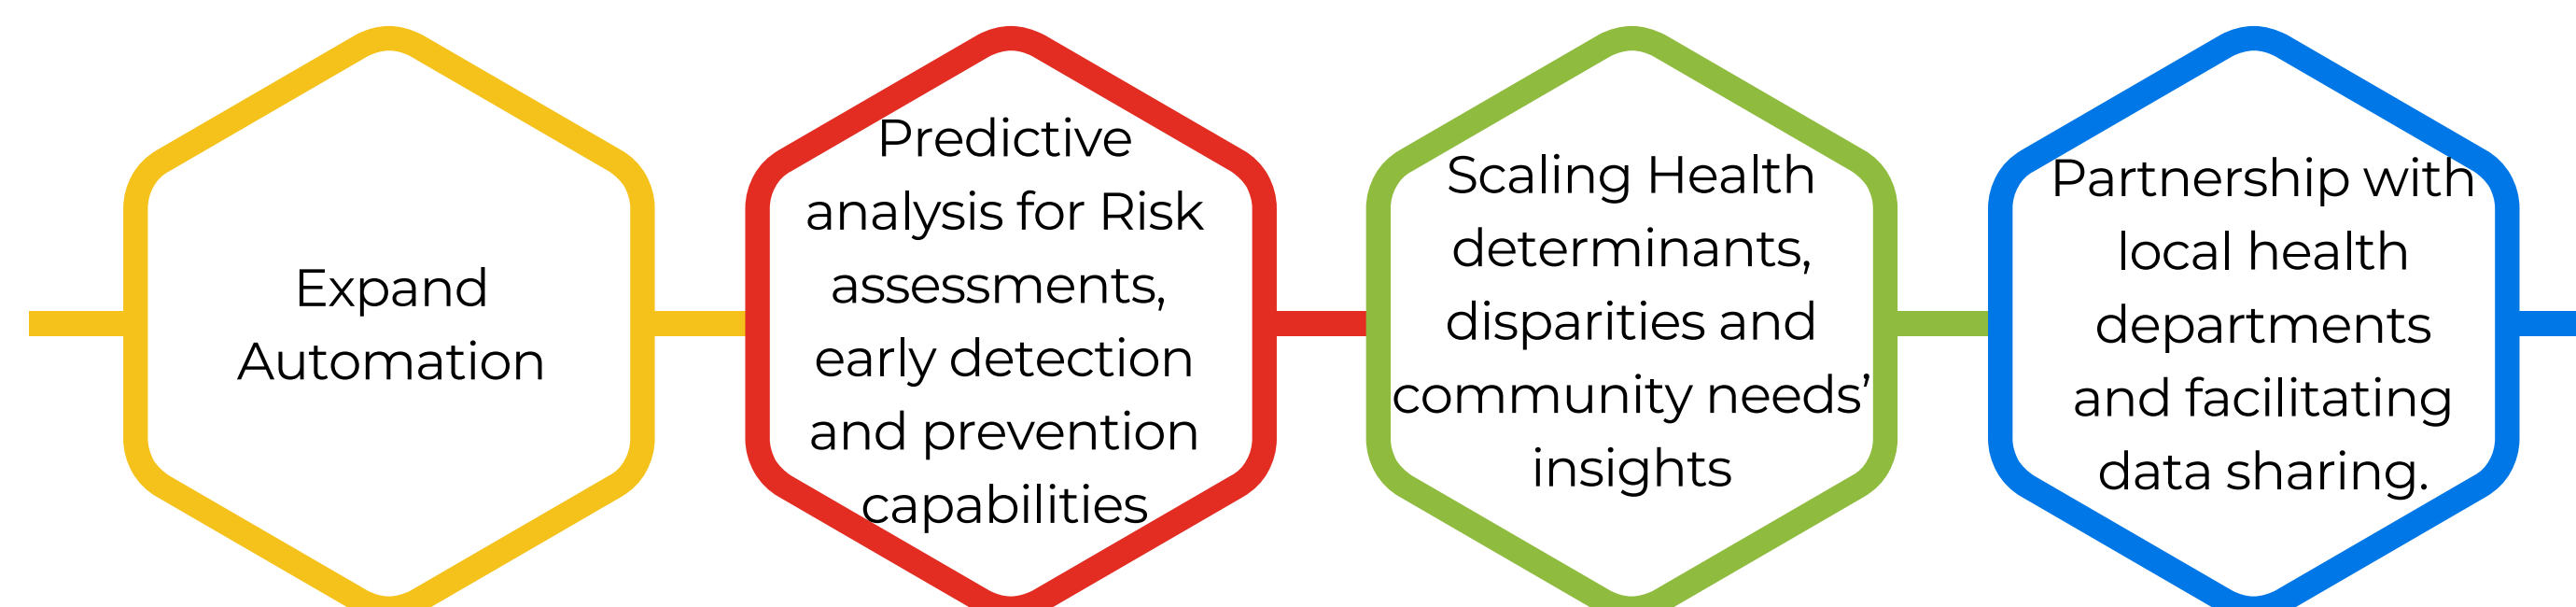 Expand
Automation
Predictive
analysis for Risk
assessments,
early detection
and prevention
capabilities
Scaling Health
determinants,
disparities and
community needs’
insights
Partnership with
local health
departments
and facilitating
data sharing.